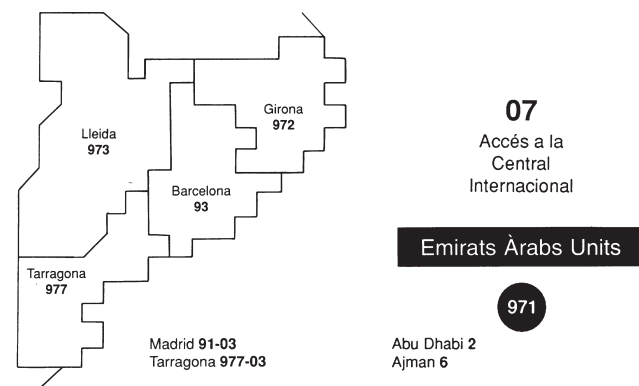 Girona
972
Lleida
973
Barcelona
93
Tarragona
977
Madrid 91-03
Tarragona 977-03
07
Accés a la
Central
Internacional
Emirats Àrabs Units
971
Abu Dhabi 2
Ajman 6